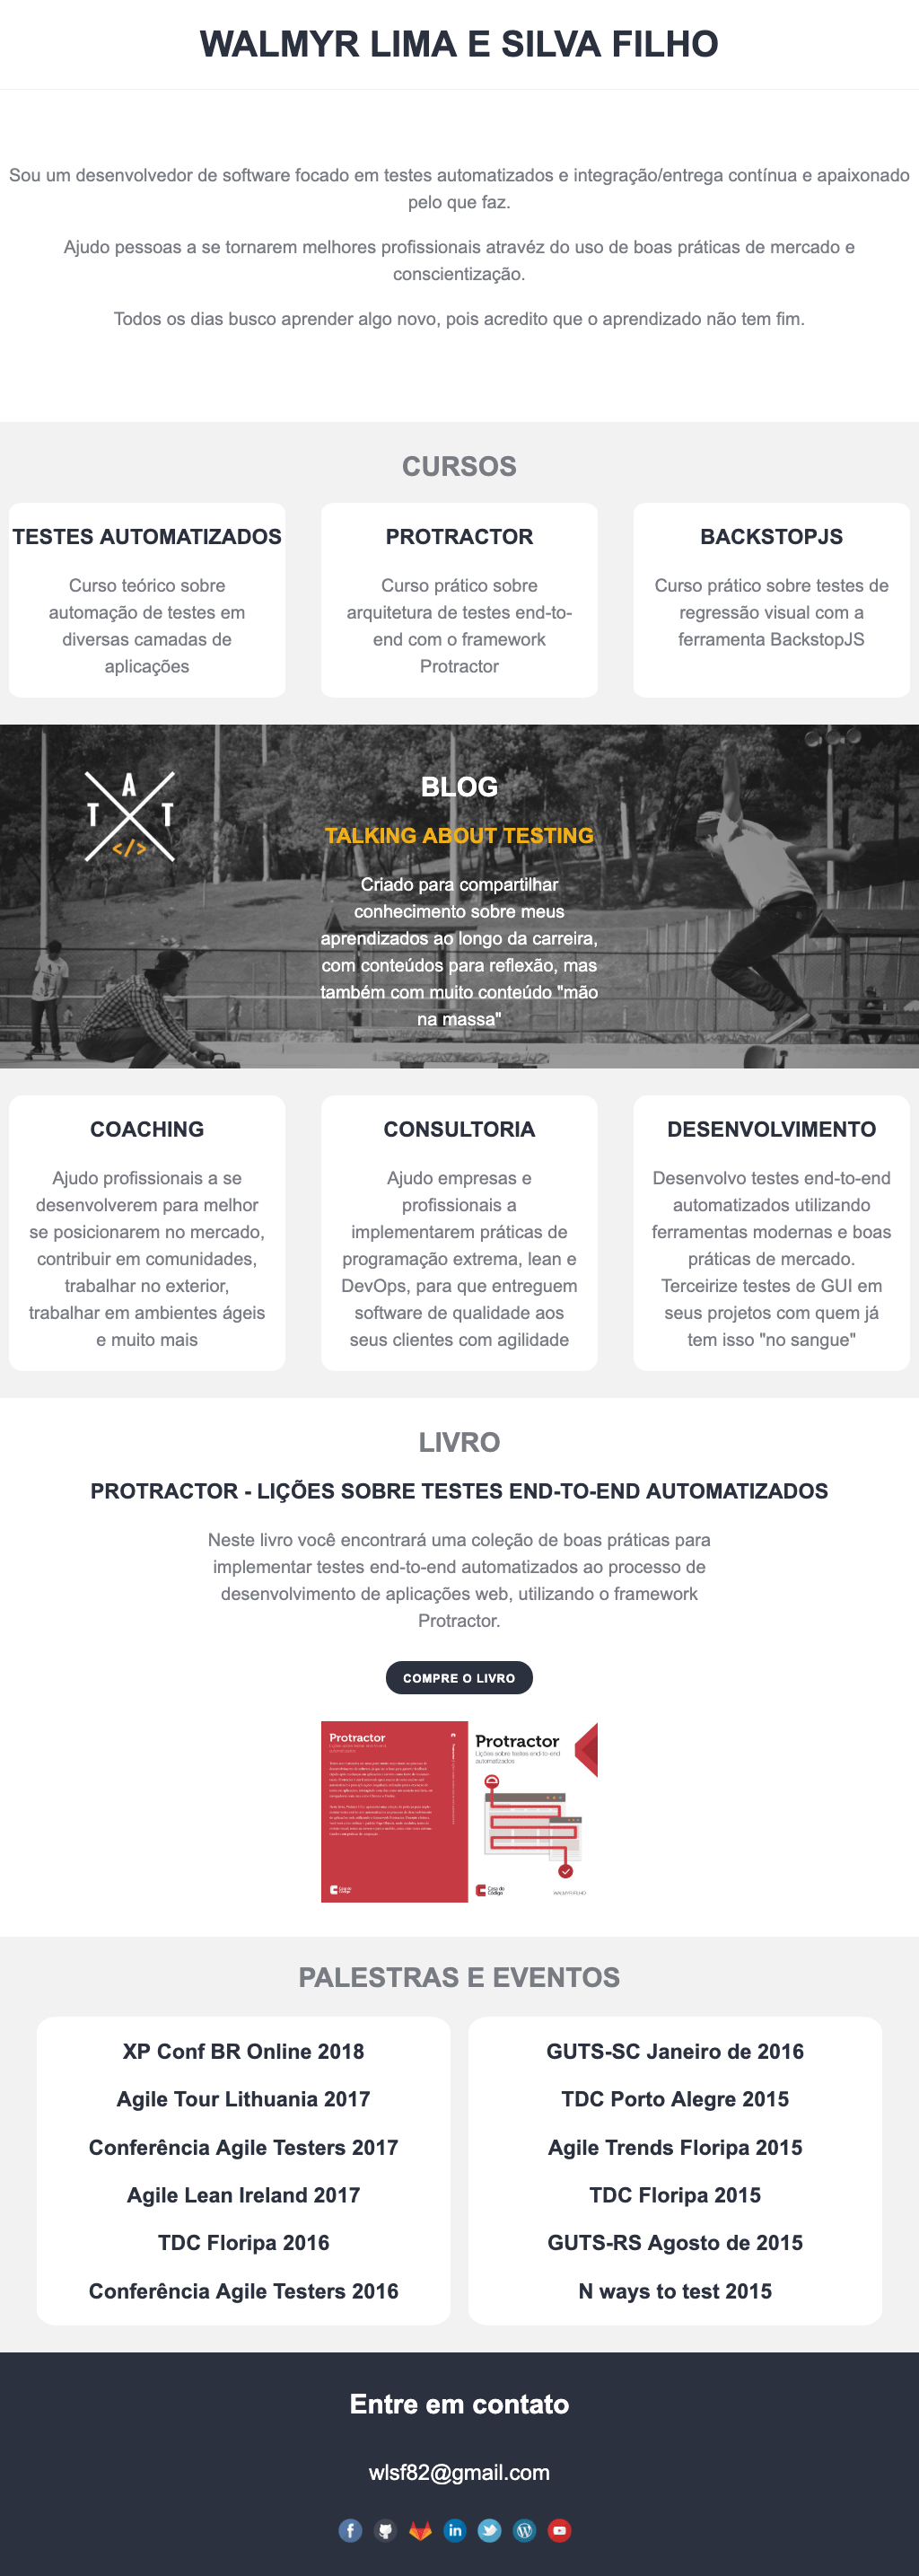 WALMYR LIMA E SILVA FILHO
Sou um desenvolvedor de software focado em testes automatizados e integração/entrega contínua e apaixonado
pelo que faz.
Ajudo pessoas a se tornarem melhores profissionais atravéz do uso de boas práticas de mercado e
conscientização.
Todos os dias busco aprender algo novo, pois acredito que o aprendizado não tem fim.
CURSOS
TESTES AUTOMATIZADOS
Curso teórico sobre
automação de testes em
diversas camadas de
aplicações
PROTRACTOR
Curso prático sobre
arquitetura de testes end-to-
end com o framework
Protractor
BACKSTOPJS
Curso prático sobre testes de
regressão visual com a
ferramenta BackstopJS
T A T
</>
BLOG
TALKING ABOUT TESTING
Criado para compartilhar
conhecimento sobre meus
aprendizados ao longo da carreira,
com conteúdos para reflexão, mas
também com muito conteúdo "mão
na massa"
COACHING
Ajudo profissionais a se
desenvolverem para melhor
se posicionarem no mercado,
contribuir em comunidades,
trabalhar no exterior,
trabalhar em ambientes ágeis
e muito mais
CONSULTORIA
Ajudo empresas e
profissionais a
implementarem práticas de
programação extrema, lean e
DevOps, para que entreguem
software de qualidade aos
seus clientes com agilidade
DESENVOLVIMENTO
Desenvolvo testes end-to-end
automatizados utilizando
ferramentas modernas e boas
práticas de mercado.
Terceirize testes de GUI em
seus projetos com quem já
tem isso "no sangue"
LIVRO
PROTRACTOR - LIÇÕES SOBRE TESTES END-TO-END AUTOMATIZADOS
Neste livro você encontrará uma coleção de boas práticas para
implementar testes end-to-end automatizados ao processo de
desenvolvimento de aplicações web, utilizando o framework
Protractor.
COMPRE O LIVRO
Protractor
Lições sobre testes end-to-end
automatizados
Casa do
Código
Protractor
Lições sobre testes end-to-end
automatizados
Casa do
Código
WALMYR FILHO
PALESTRAS E EVENTOS
XP Conf BR Online 2018
Agile Tour Lithuania 2017
Conferência Agile Testers 2017
Agile Lean Ireland 2017
TDC Floripa 2016
Conferência Agile Testers 2016
GUTS-SC Janeiro de 2016
TDC Porto Alegre 2015
Agile Trends Floripa 2015
TDC Floripa 2015
GUTS-RS Agosto de 2015
N ways to test 2015
Entre em contato
wlsf82@gmail.com